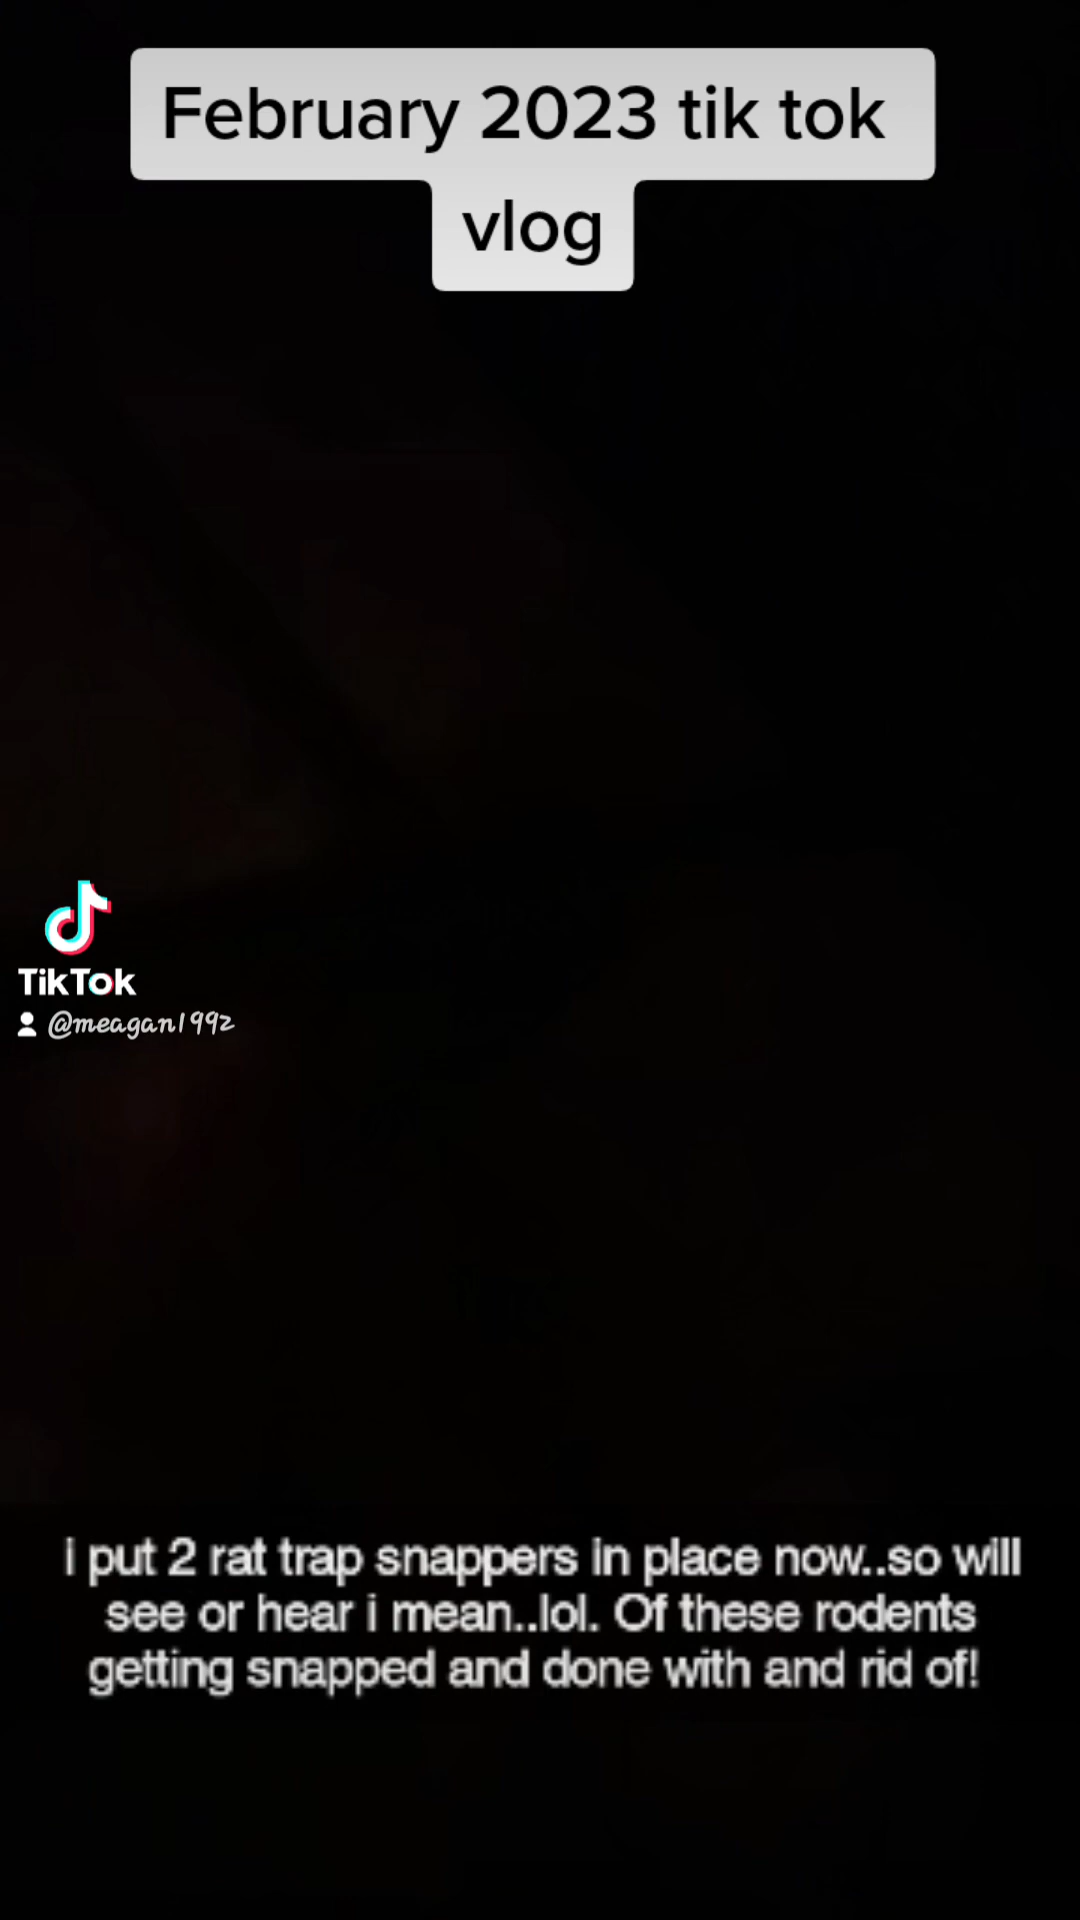 February 2023 tik tok
vlog
TikTok
@meagan1992
i put 2 rat trap snappers in place now..so will
see or hear i mean..lol. Of these rodents
getting snapped and done with and rid of!